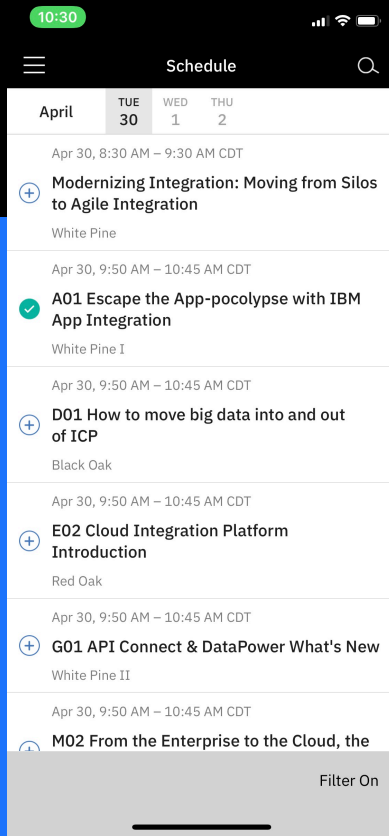 10:30
Schedule
April
TUE
30
WED
1
THU
2
Apr 30, 8:30 AM – 9:30 AM CDT
Modernizing Integration: Moving from Silos
to Agile Integration
White Pine
Apr 30, 9:50 AM – 10:45 AM CDT
A01 Escape the App-pocolypse with IBM
App Integration
White Pine I
Apr 30, 9:50 AM – 10:45 AM CDT
D01 How to move big data into and out
of ICP
Black Oak
Apr 30, 9:50 AM – 10:45 AM CDT
E02 Cloud Integration Platform
Introduction
Red Oak
Apr 30, 9:50 AM – 10:45 AM CDT
G01 API Connect & DataPower What's New
White Pine II
Apr 30, 9:50 AM – 10:45 AM CDT
M02 From the Enterprise to the Cloud, the
Filter On